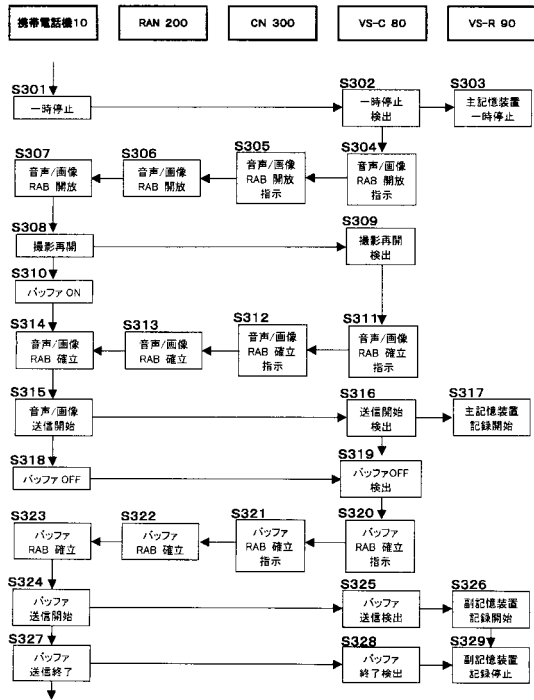 携帯電話機10 RAN 200 CN 300 VS-C 80 VS-R 90
S301
一時停止
S302
一時停止
検出
S303
主記憶装置
一時停止
S307
音声/画像
RAB 開放
S306
音声/画像
RAB 開放
S305
音声/画像
RAB 開放
指示
S304
音声/画像
RAB 開放
指示
S308
撮影再開
S309
撮影再開
検出
S310
バッファ ON
S314
音声/画像
RAB 確立
S313
音声/画像
RAB 確立
S312
音声/画像
RAB 確立
指示
S311
音声/画像
RAB 確立
指示
S315
音声/画像
送信開始
S316
送信開始
検出
S317
主記憶装置
記録開始
S318
バッファ OFF
S319
バッファOFF
検出
S323
バッファ
RAB 確立
S322
バッファ
RAB 確立
S321
バッファ
RAB 確立
指示
S320
バッファ
RAB 確立
指示
S324
バッファ
送信開始
S325
バッファ
送信検出
S326
副記憶装置
記録開始
S327
バッファ
送信終了
S328
バッファ
終了検出
S329
副記憶装置
記録停止